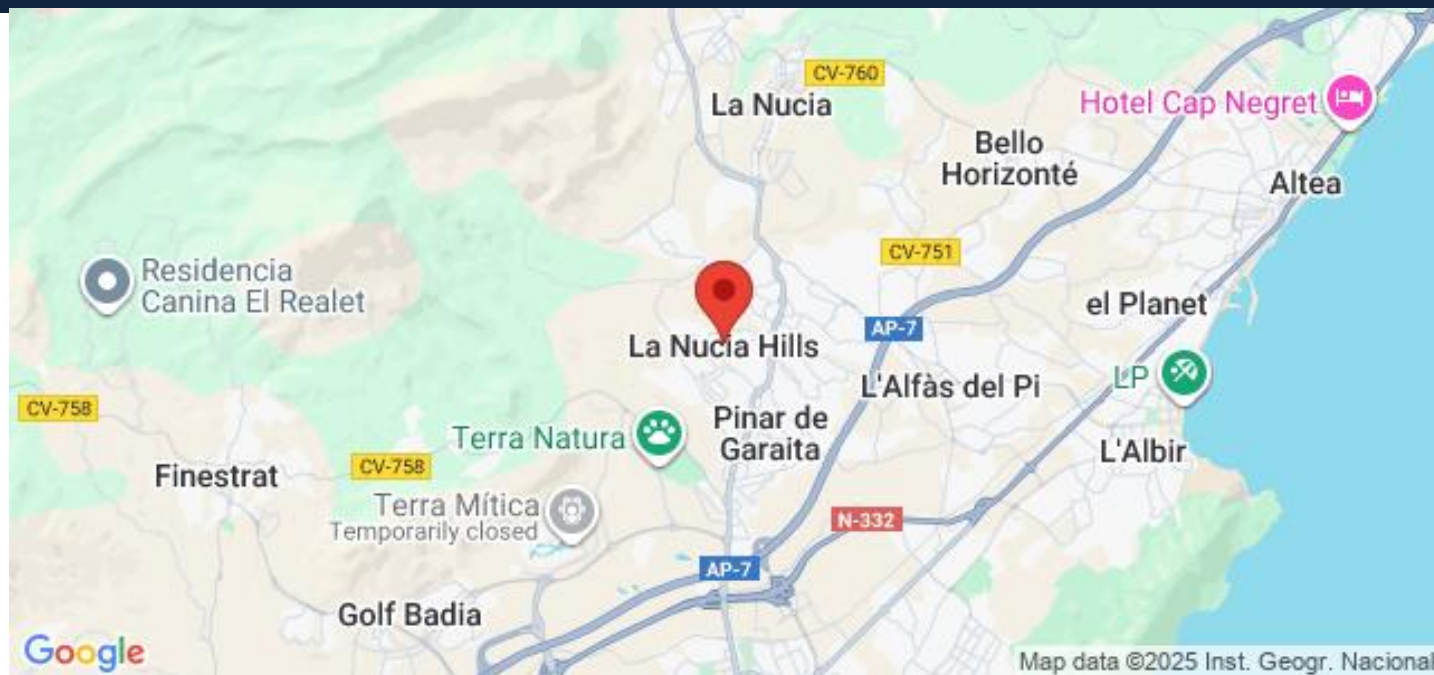 CV-760
La Nucia
Hotel Cap Negret
Bello
Horizonté
Altea
CV-751
Residencia
Canina El Realet
el Planet
AP-7
La Nucia Hills
LP
L'Alfàs del Pi
CV-758
Pinar de
Garaita
Terra Natura
L'Albir
Finestrat
CV-758
Terra Mítica
Temporarily closed
N-332
AP-7
Golf Badia
Google
Map data ©2025 Inst. Geogr. Nacional